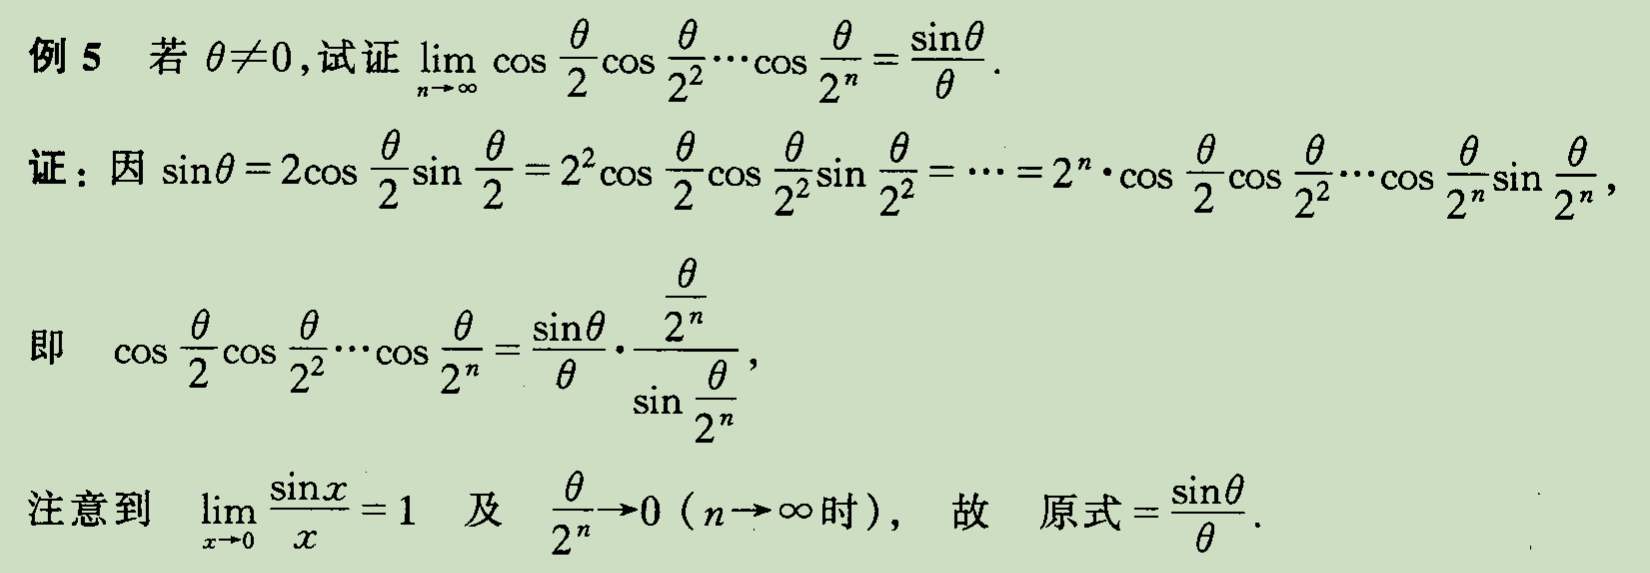 例 5 若 θ≠0,试证 lim_{n→∞} cos θ/2 cos θ/2² ⋯ cos θ/2ⁿ = sinθ/θ.
证：因 sinθ = 2cos θ/2 sin θ/2 = 2² cos θ/2 cos θ/2² sin θ/2² = ⋯ = 2ⁿ · cos θ/2 cos θ/2² ⋯ cos θ/2ⁿ sin θ/2ⁿ,
即 cos θ/2 cos θ/2² ⋯ cos θ/2ⁿ = sinθ/θ · (θ/2ⁿ)/(sin θ/2ⁿ),
注意到 lim_{x→0} sinx/x = 1 及 θ/2ⁿ→0 (n→∞时), 故 原式 = sinθ/θ.